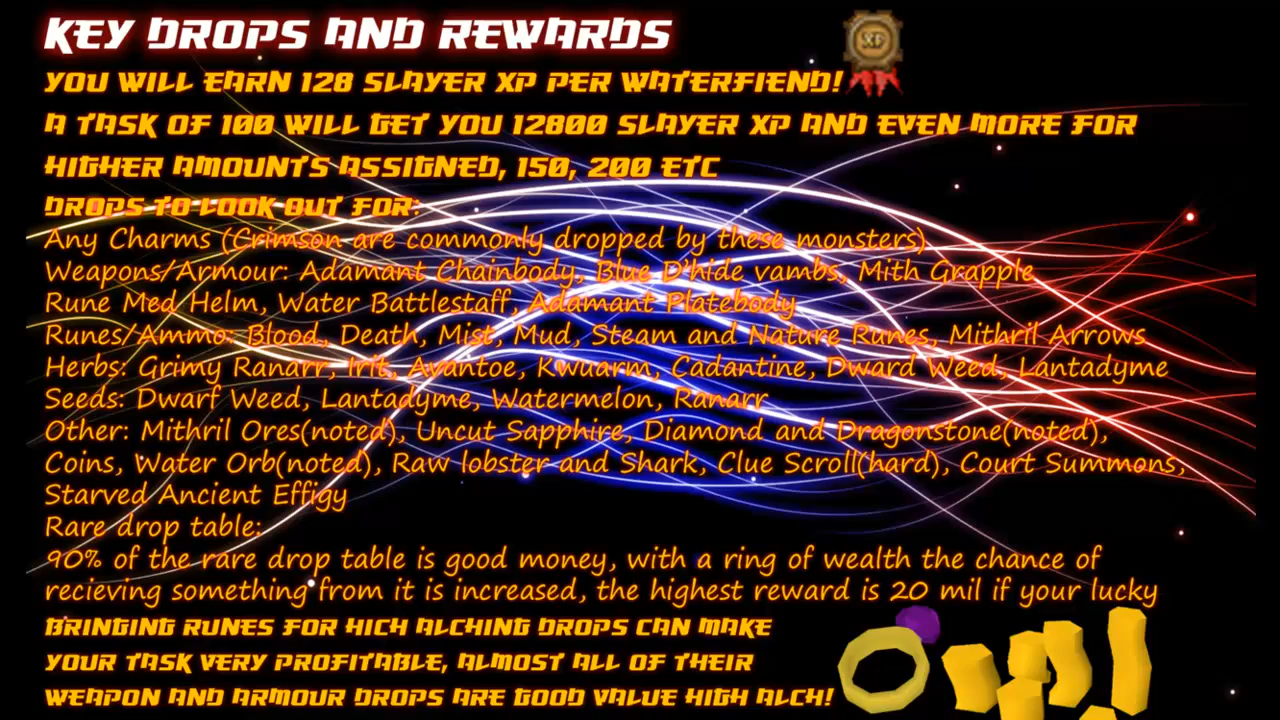 KEY DROPS AND REWARDS
XP
YOU WILL EARN 128 SLAYER XP PER WATERFIEND!
A TASK OF 100 WILL GET YOU 12800 SLAYER XP AND EVEN MORE FOR
HIGHER AMOUNTS ASSIGNED, 150, 200 ETC
DROPS TO LOOK OUT FOR:
Any Charms (Crimson are commonly dropped by these monsters)
Weapons/Armour: Adamant Chainbody, Blue D'hide vambs, Mith Grapple
Rune Med Helm, Water Battlestaff, Adamant Platebody
Runes/Ammo: Blood, Death, Mist, Mud, Steam and Nature Runes, Mithril Arrows
Herbs: Grimy Ranarr, Irit, Avantoe, Kwuarm, Cadantine, Dward Weed, Lantadyme
Seeds: Dwarf Weed, Lantadyme, Watermelon, Ranarr
Other: Mithril Ores(noted), Uncut Sapphire, Diamond and Dragonstone(noted),
Coins, Water Orb(noted), Raw lobster and Shark, Clue Scroll(hard), Court Summons,
Starved Ancient Effigy
Rare drop table:
90% of the rare drop table is good money, with a ring of wealth the chance of
recieving something from it is increased, the highest reward is 20 mil if your lucky
BRINGING RUNES FOR HICH ALCHING DROPS CAN MAKE
YOUR TASK VERY PROFITABLE, ALMOST ALL OF THEIR
WEAPON AND ARMOUR DROPS ARE GOOD VALUE HIGH ALCH!